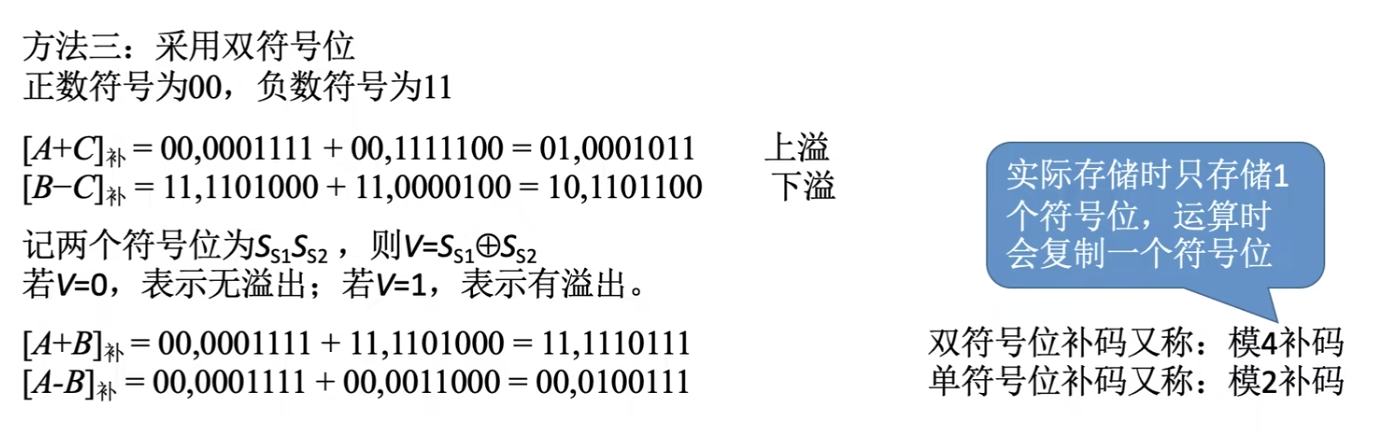 方法三：采用双符号位
正数符号为00，负数符号为11
[A+C]补 = 00,0001111 + 00,1111100 = 01,0001011 上溢
[B−C]补 = 11,1101000 + 11,0000100 = 10,1101100 下溢
记两个符号位为SS1SS2 ，则V=SS1⊕SS2
若V=0，表示无溢出；若V=1，表示有溢出。
[A+B]补 = 00,0001111 + 11,1101000 = 11,1110111
[A-B]补 = 00,0001111 + 00,0011000 = 00,0100111
实际存储时只存储1
个符号位，运算时
会复制一个符号位
双符号位补码又称：模4补码
单符号位补码又称：模2补码